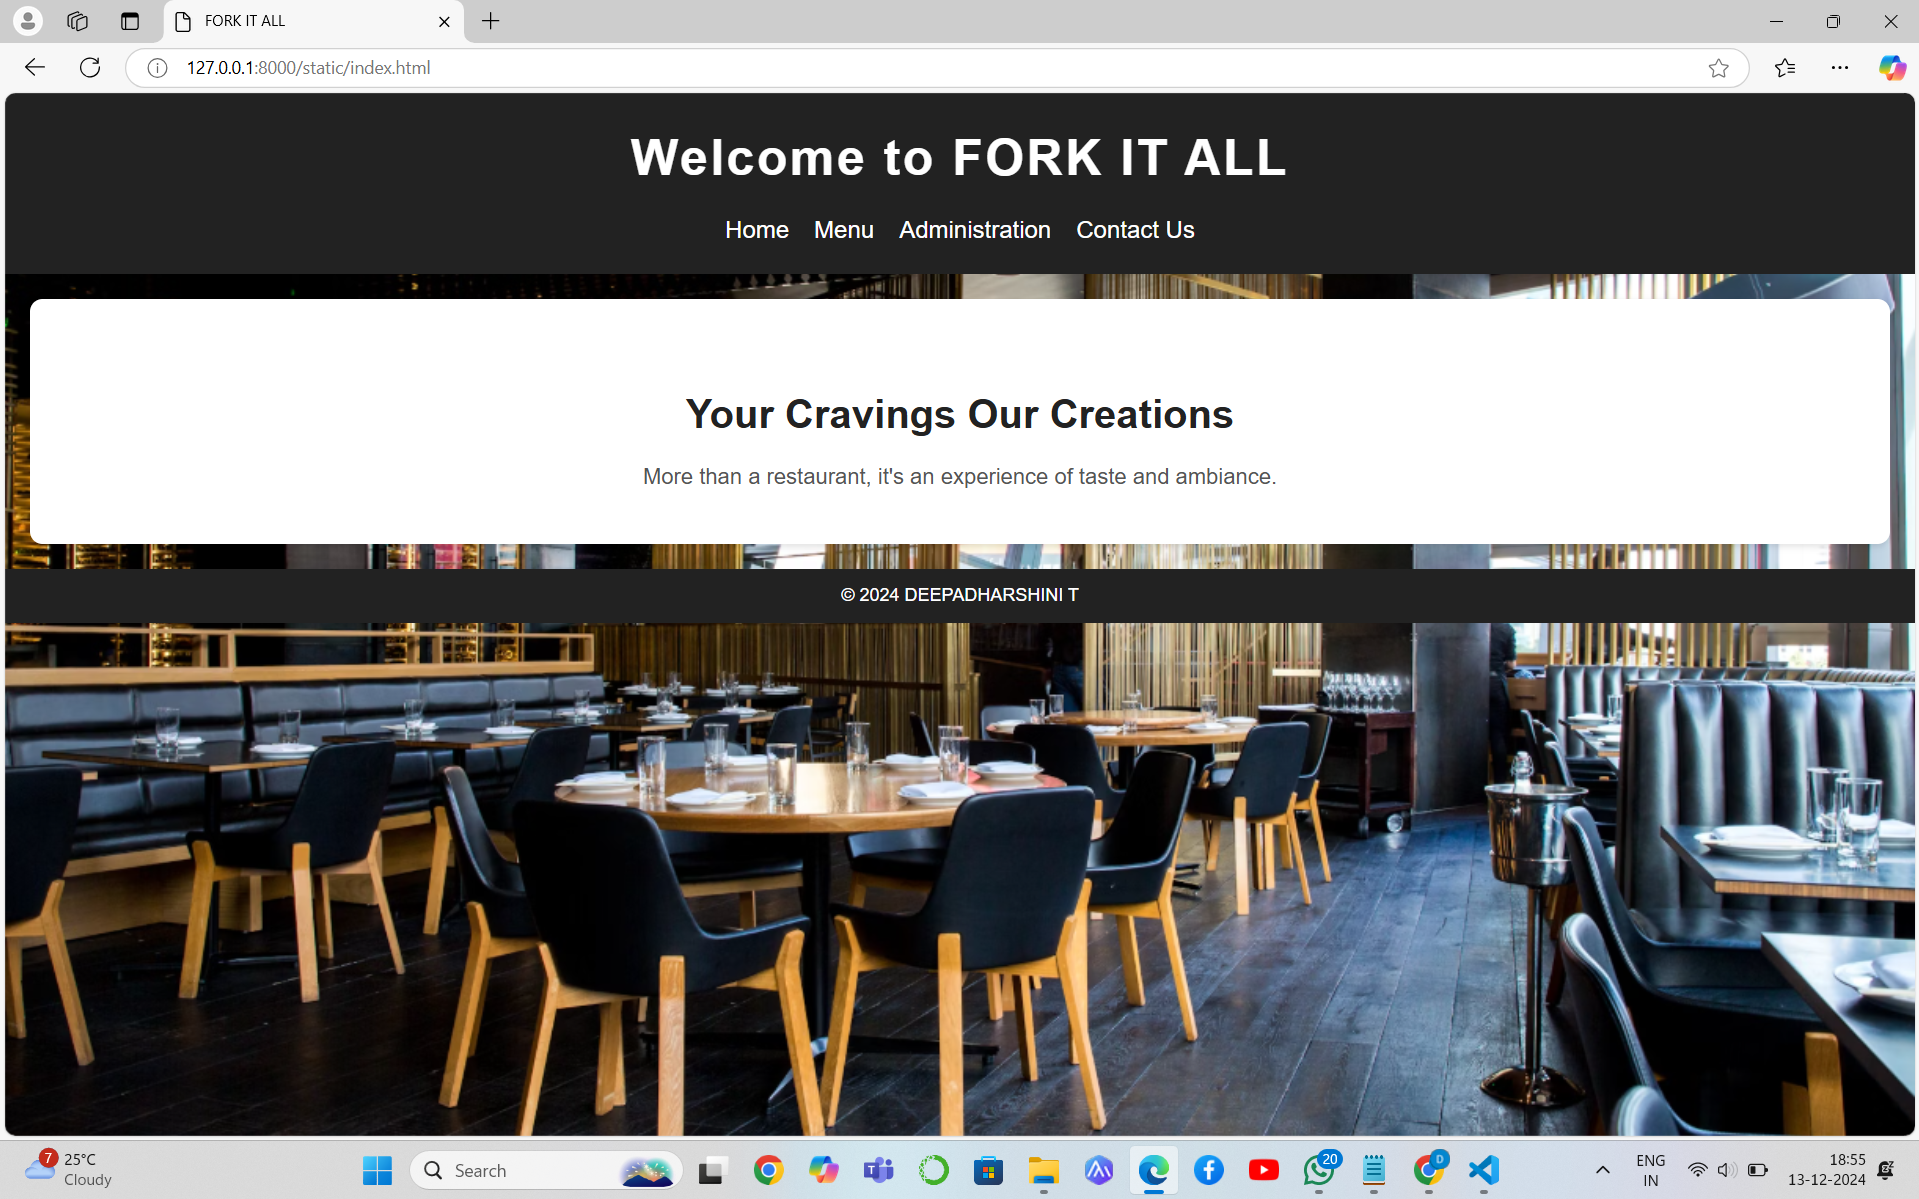 FORK IT ALL
127.0.0.1:8000/static/index.html
Welcome to FORK IT ALL
Home Menu Administration Contact Us
Your Cravings Our Creations
More than a restaurant, it's an experience of taste and ambiance.
© 2024 DEEPADHARSHINI T
7
25°C
Cloudy
Search
20
D
ENG
IN
18:55
13-12-2024